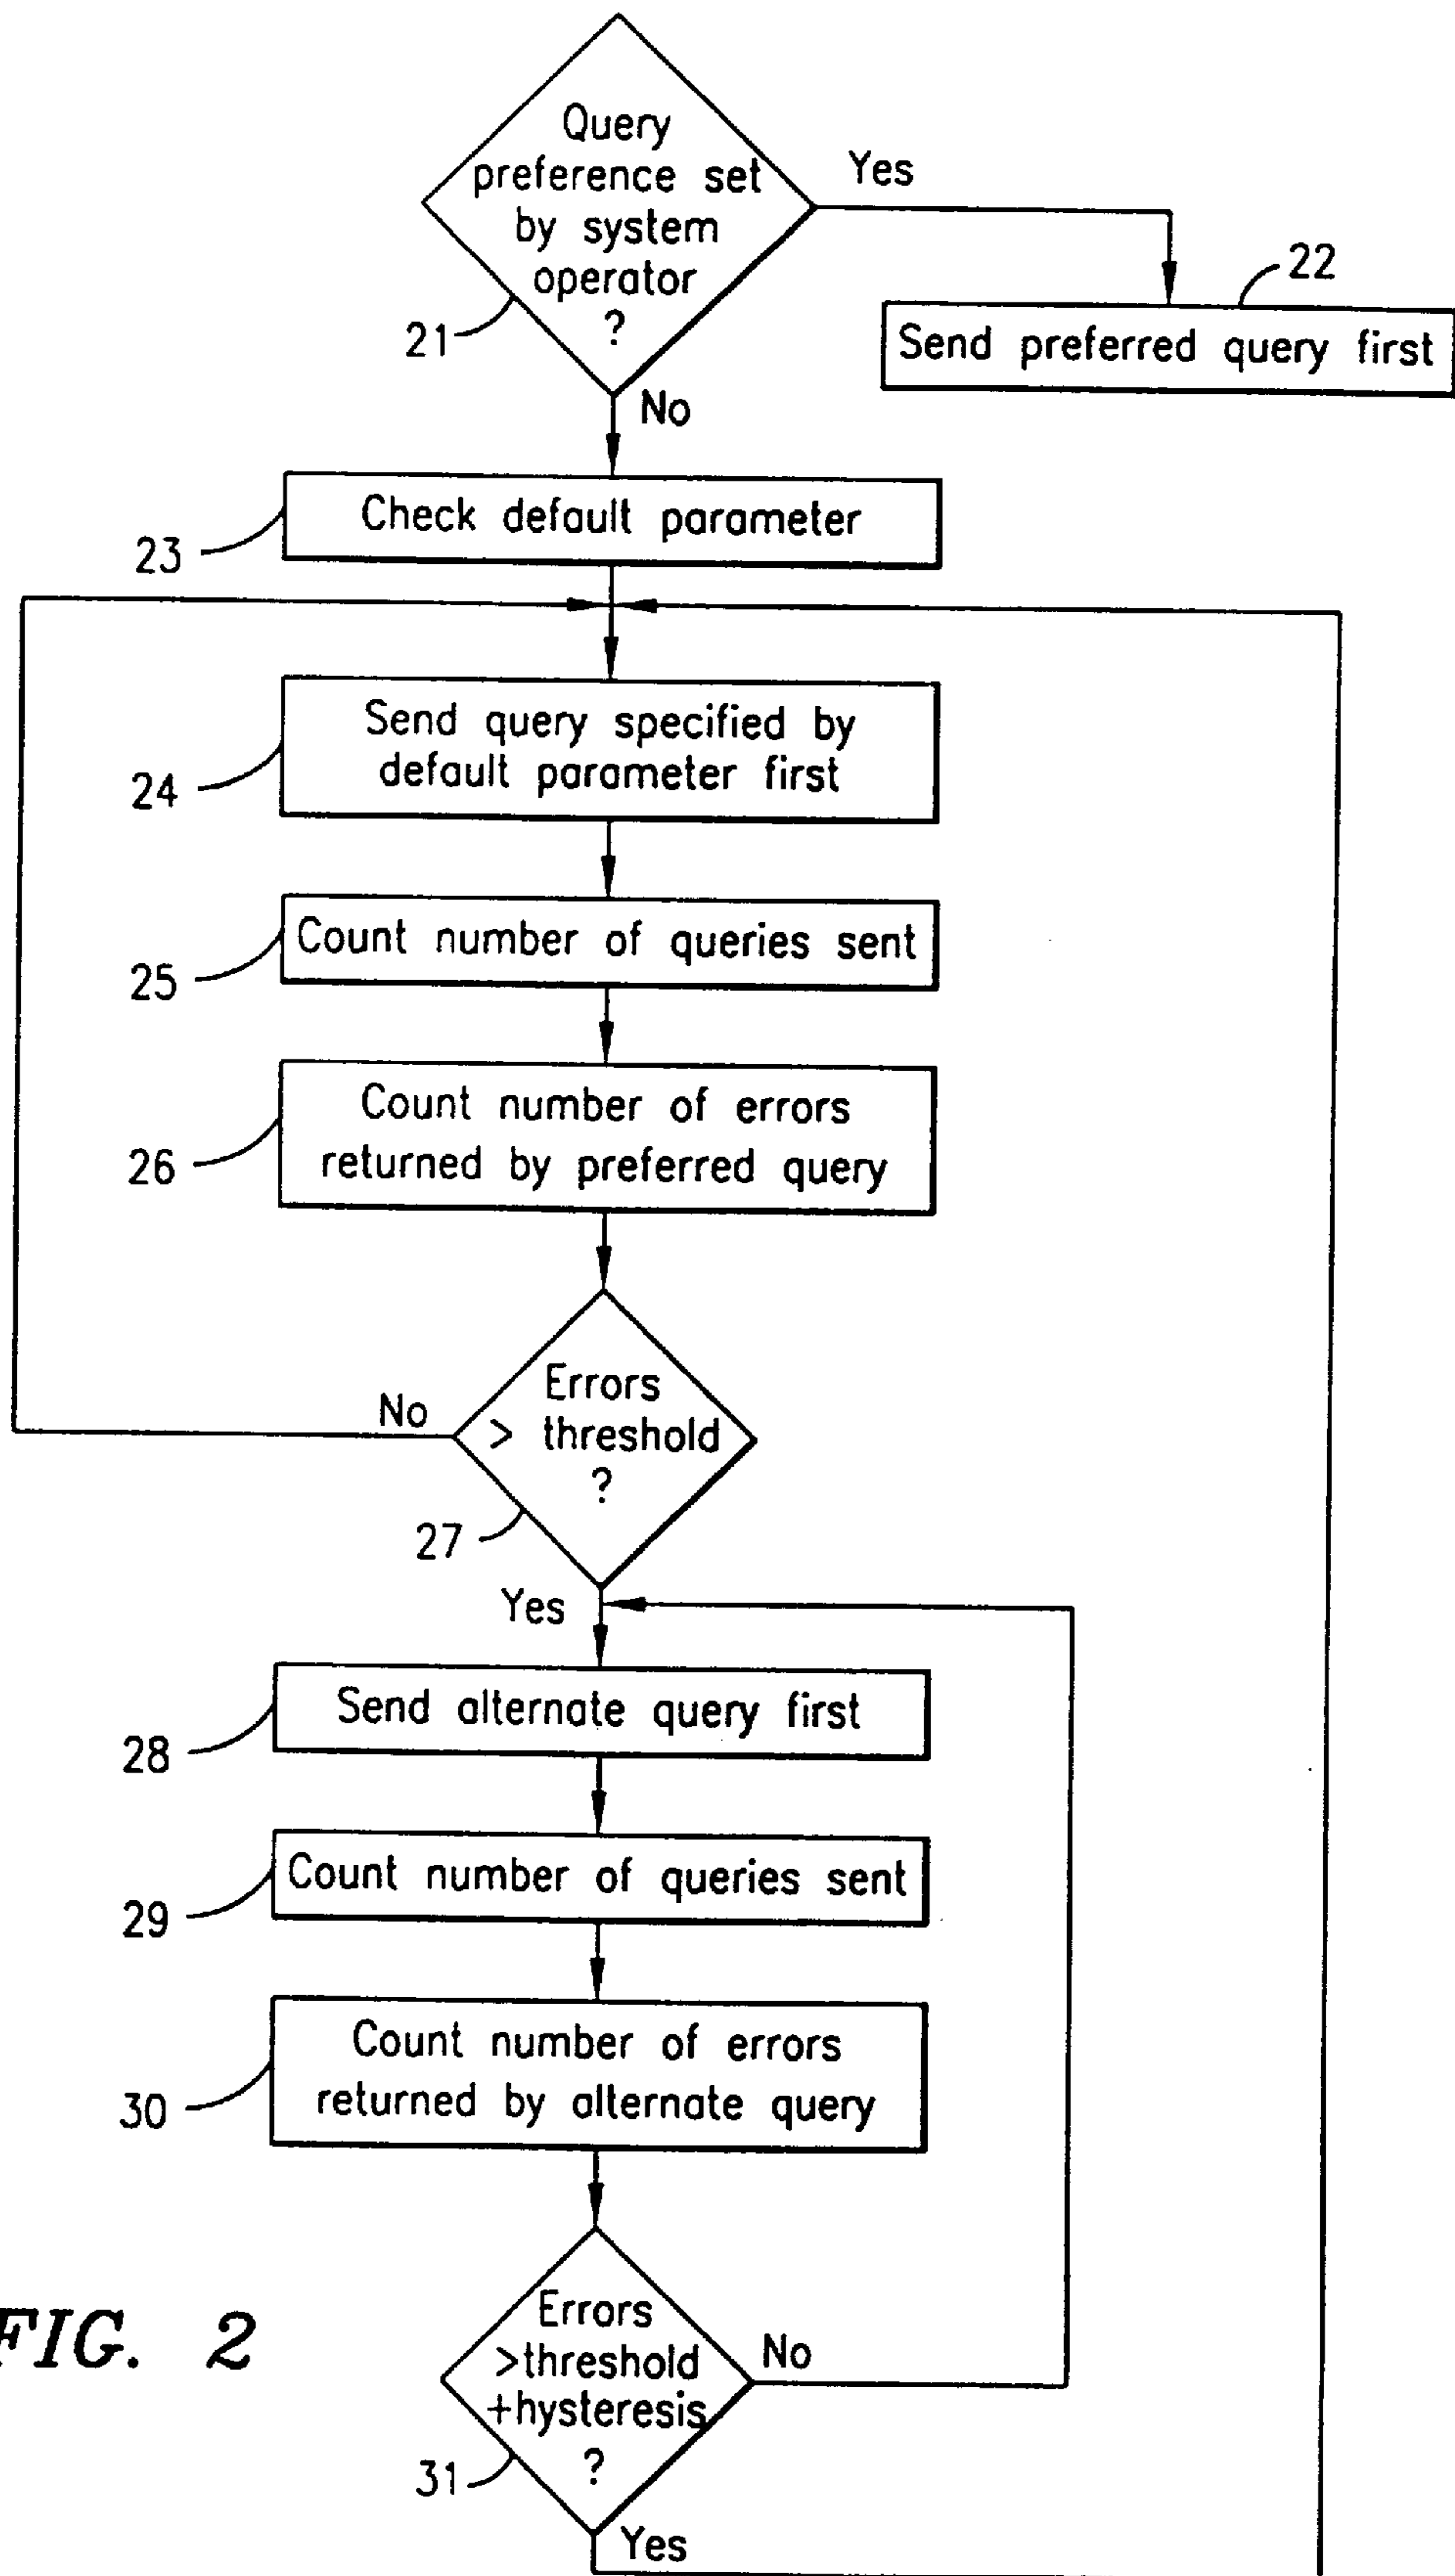 Query
preference set
by system
operator
?
21
Yes
22
Send preferred query first
No
Check default parameter
23
Send query specified by
default parameter first
24
Count number of queries sent
25
Count number of errors
returned by preferred query
26
Errors
> threshold
?
No
27
Yes
Send alternate query first
28
Count number of queries sent
29
Count number of errors
returned by alternate query
30
Errors
>threshold
+hysteresis
?
No
31
Yes
FIG. 2